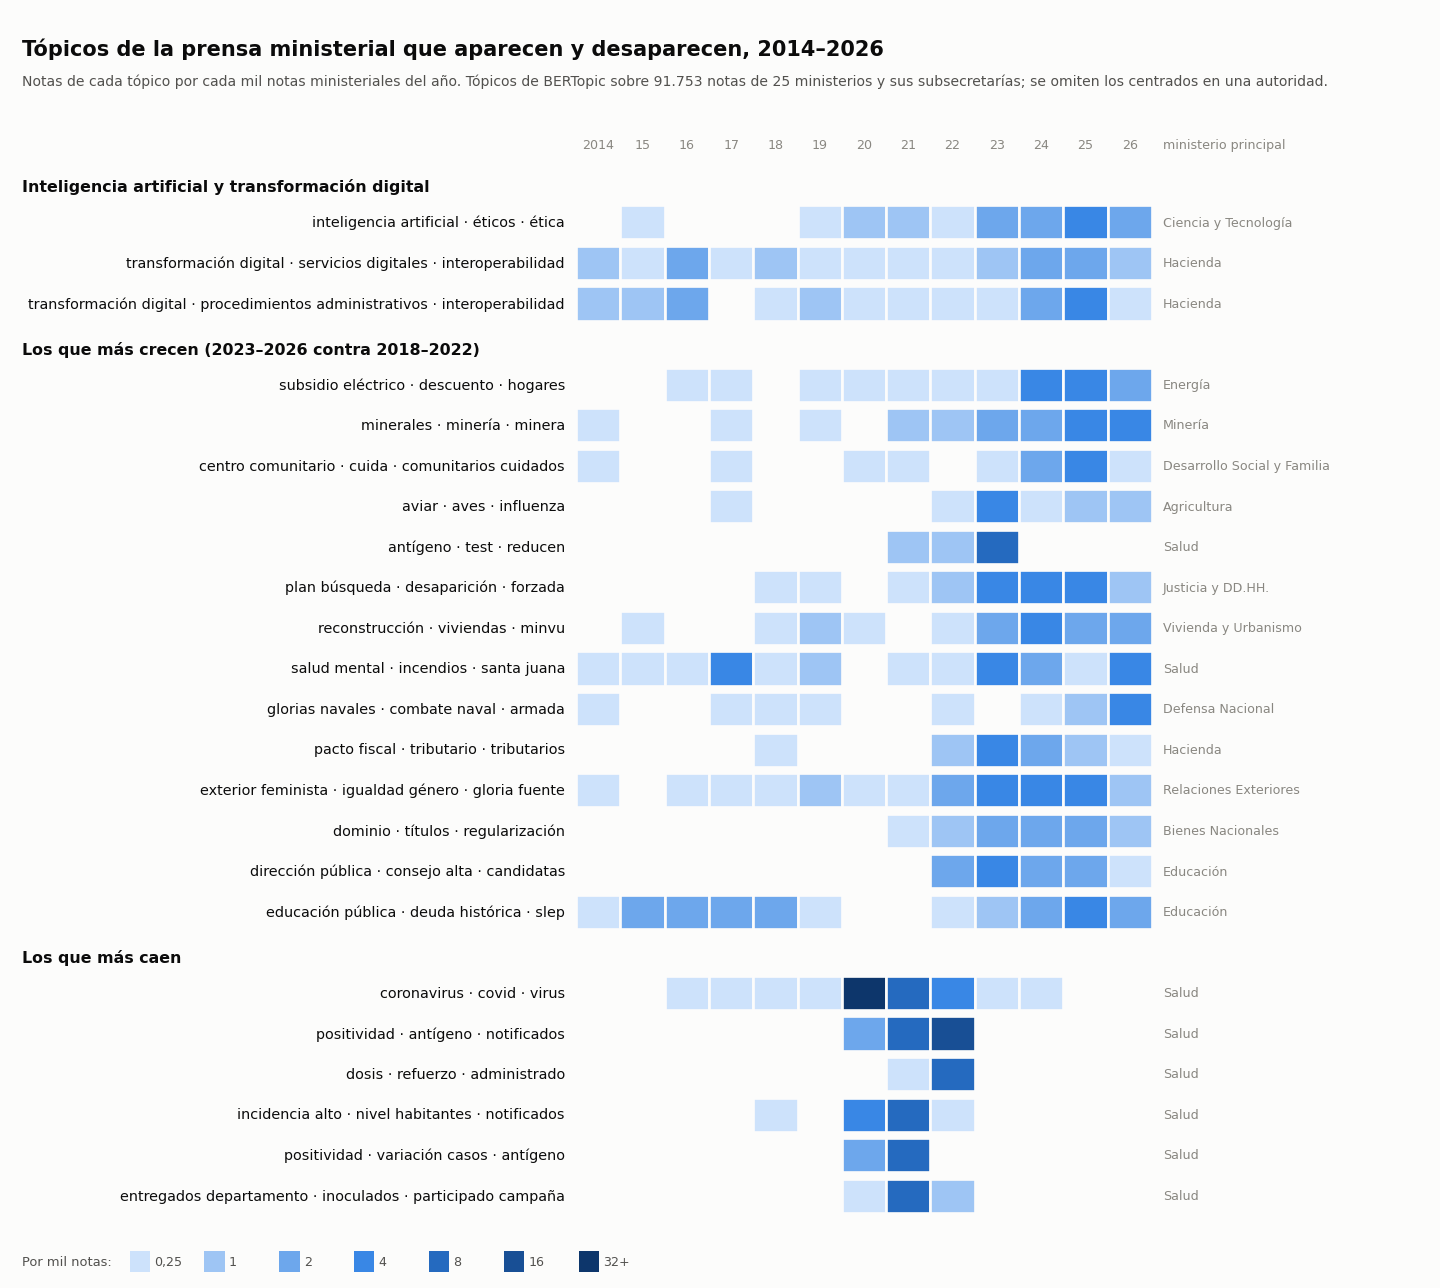 Tópicos de la prensa ministerial que aparecen y desaparecen, 2014–2026
Notas de cada tópico por cada mil notas ministeriales del año. Tópicos de BERTopic sobre 91.753 notas de 25 ministerios y sus subsecretarías; se omiten los centrados en una autoridad.
2014 15 16 17 18 19 20 21 22 23 24 25 26 ministerio principal
Inteligencia artificial y transformación digital
inteligencia artificial · éticos · ética Ciencia y Tecnología
transformación digital · servicios digitales · interoperabilidad Hacienda
transformación digital · procedimientos administrativos · interoperabilidad Hacienda
Los que más crecen (2023–2026 contra 2018–2022)
subsidio eléctrico · descuento · hogares Energía
minerales · minería · minera Minería
centro comunitario · cuida · comunitarios cuidados Desarrollo Social y Familia
aviar · aves · influenza Agricultura
antígeno · test · reducen Salud
plan búsqueda · desaparición · forzada Justicia y DD.HH.
reconstrucción · viviendas · minvu Vivienda y Urbanismo
salud mental · incendios · santa juana Salud
glorias navales · combate naval · armada Defensa Nacional
pacto fiscal · tributario · tributarios Hacienda
exterior feminista · igualdad género · gloria fuente Relaciones Exteriores
dominio · títulos · regularización Bienes Nacionales
dirección pública · consejo alta · candidatas Educación
educación pública · deuda histórica · slep Educación
Los que más caen
coronavirus · covid · virus Salud
positividad · antígeno · notificados Salud
dosis · refuerzo · administrado Salud
incidencia alto · nivel habitantes · notificados Salud
positividad · variación casos · antígeno Salud
entregados departamento · inoculados · participado campaña Salud
Por mil notas: 0,25 1 2 4 8 16 32+